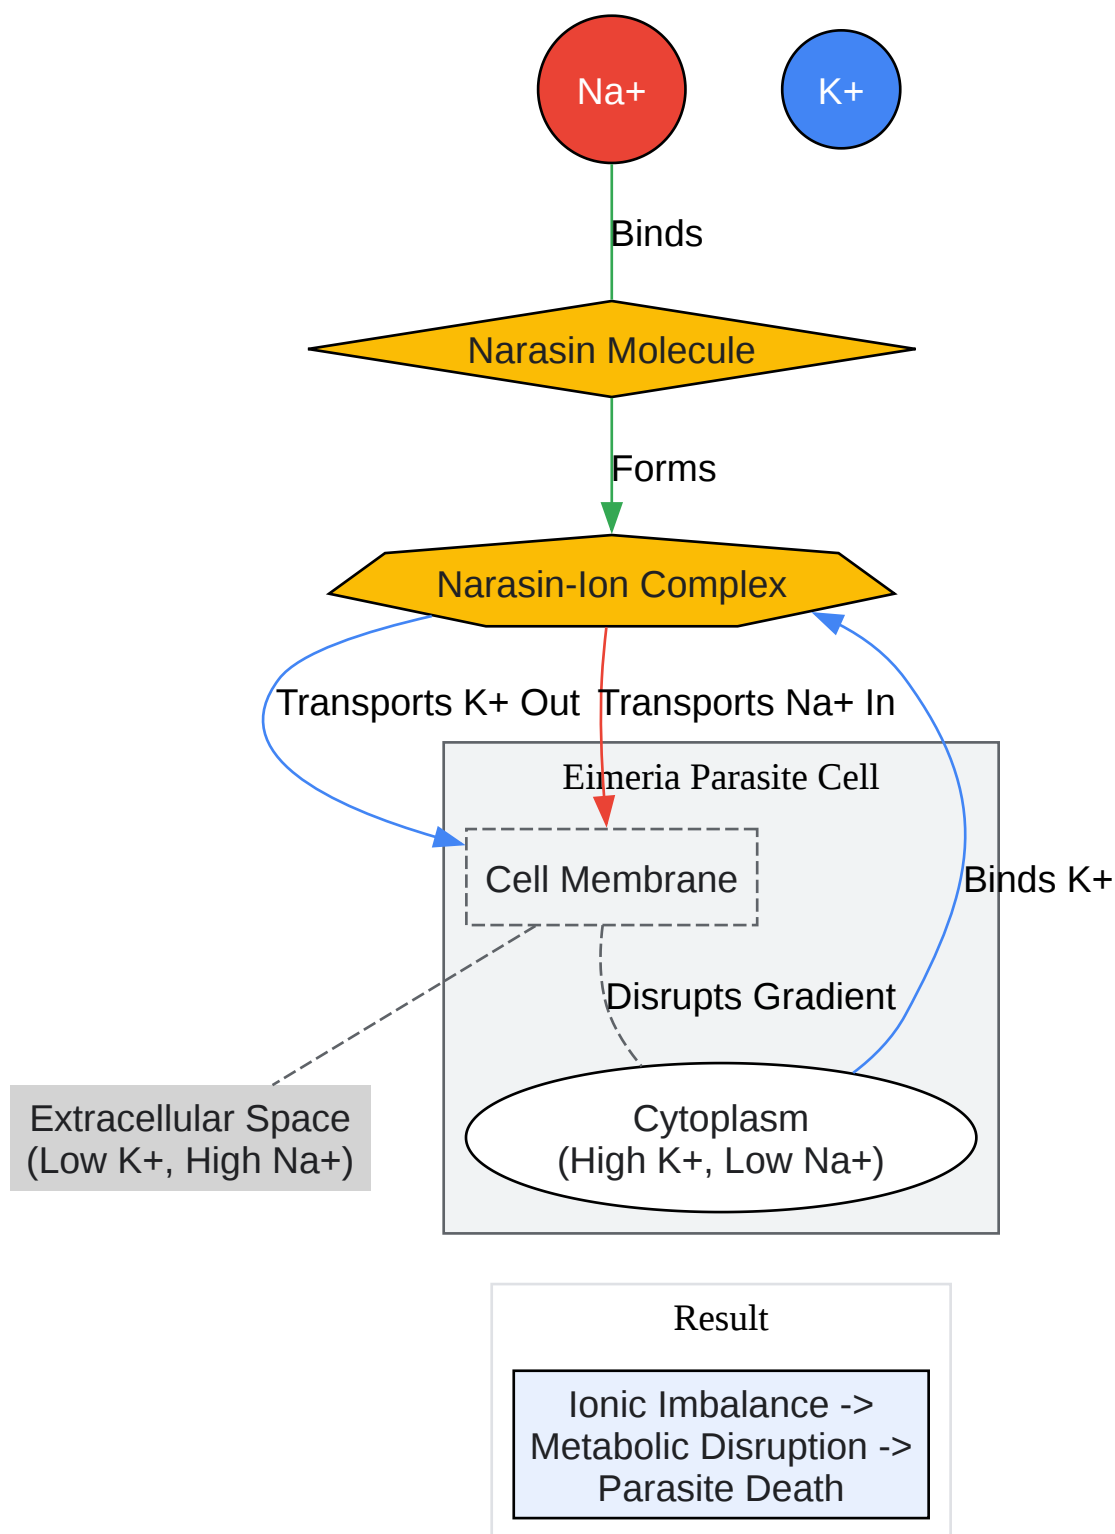 Na+
K+
Binds
Narasin Molecule
Forms
Narasin-Ion Complex
Transports K+ Out
Transports Na+ In
Eimeria Parasite Cell
Cell Membrane
Binds K+
Disrupts Gradient
Extracellular Space
(Low K+, High Na+)
Cytoplasm
(High K+, Low Na+)
Result
Ionic Imbalance ->
Metabolic Disruption ->
Parasite Death